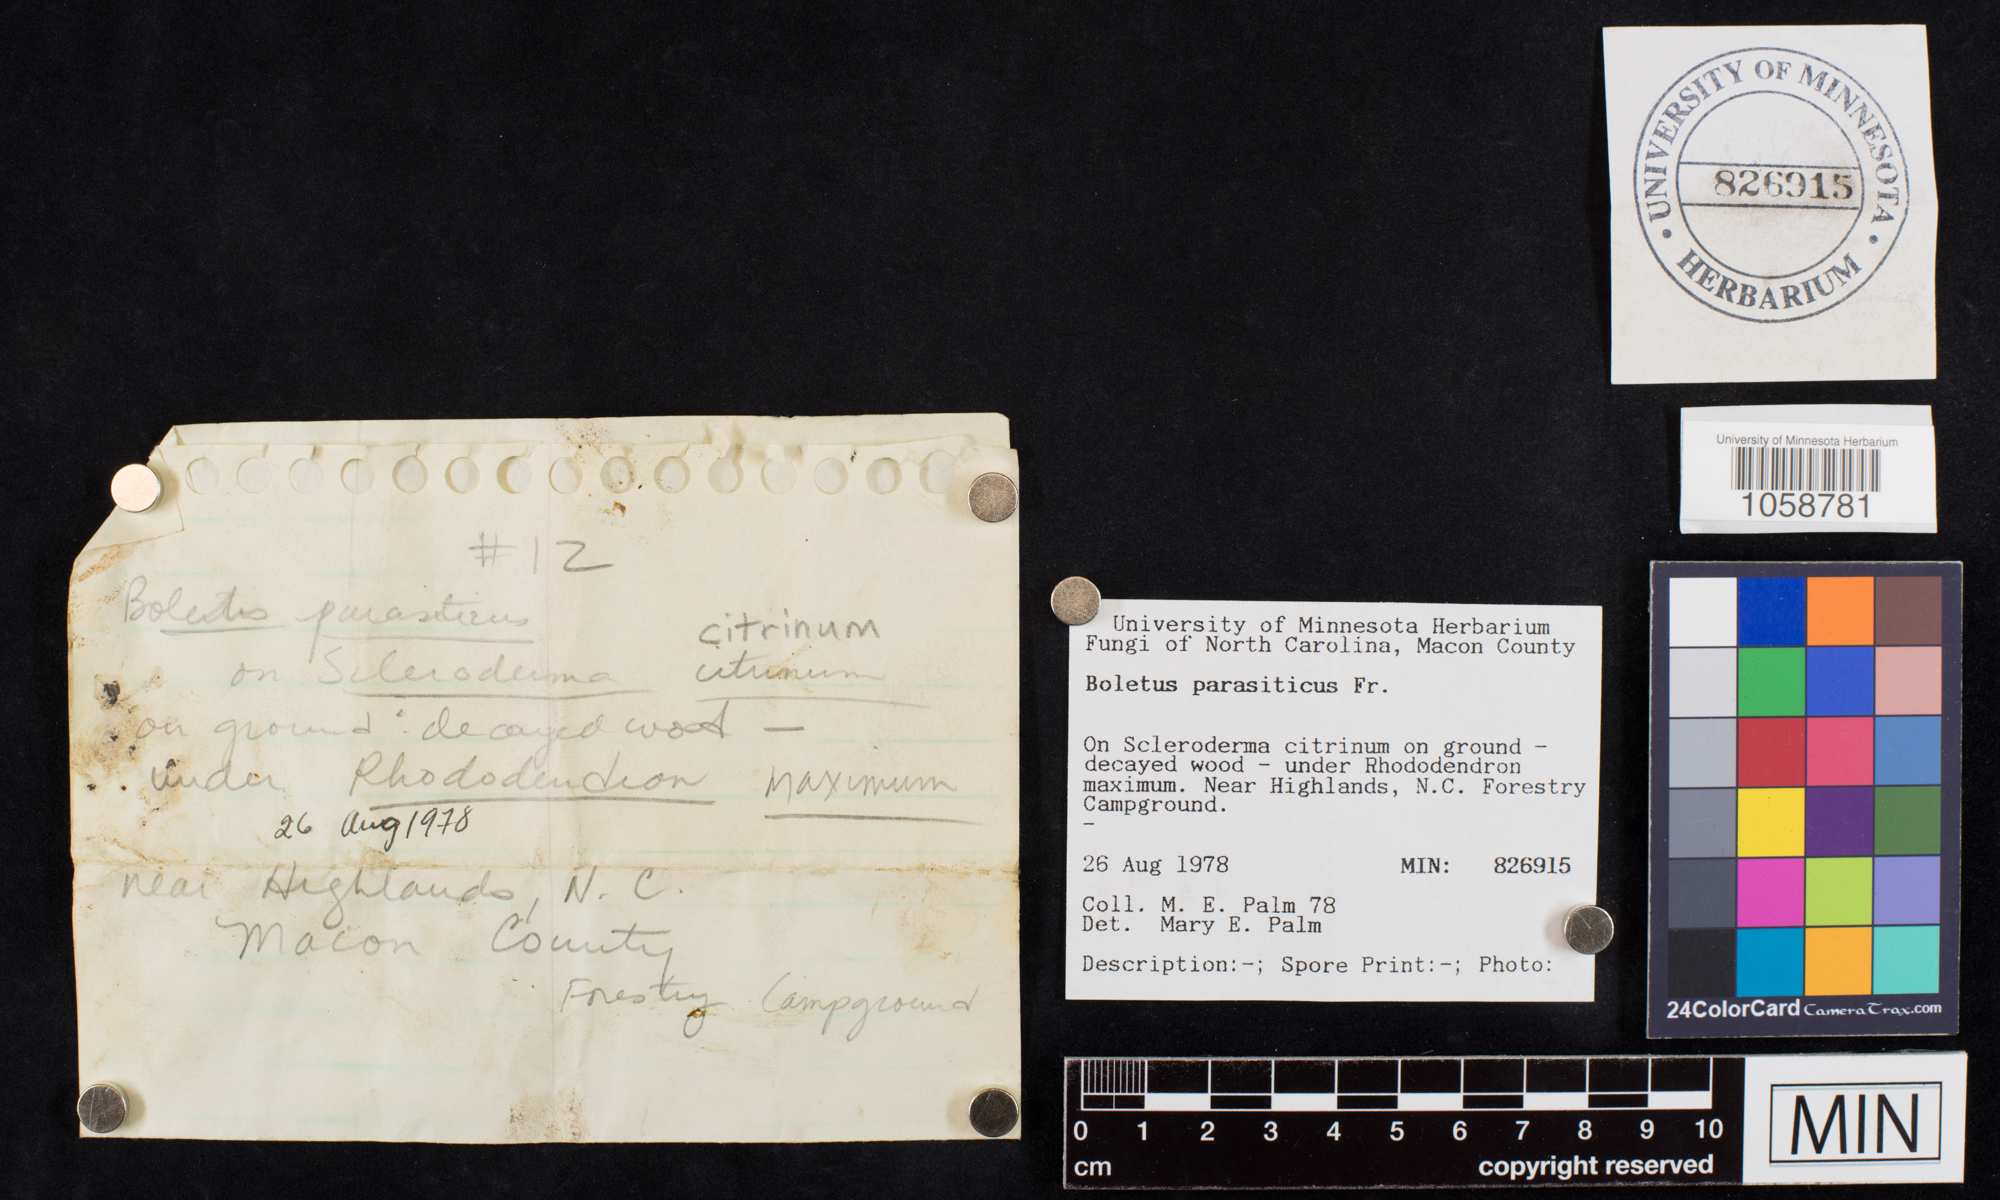 UNIVERSITY OF MINNESOTA
826915
HERBARIUM
University of Minnesota Herbarium
1058781
#12
Boletus parasiticus
citrinum
on Scleroderma citrinum
on ground : decayed wood —
under Rhododendron maximum
26 Aug 1978
near Highlands, N. C.
Macon County
Forestry Campground
University of Minnesota Herbarium
Fungi of North Carolina, Macon County
Boletus parasiticus Fr.
On Scleroderma citrinum on ground -
decayed wood - under Rhododendron
maximum. Near Highlands, N.C. Forestry
Campground.
-
26 Aug 1978 MIN: 826915
Coll. M. E. Palm 78
Det. Mary E. Palm
Description:-; Spore Print:-; Photo:
24ColorCard CameraTrax.com
0 1 2 3 4 5 6 7 8 9 10
cm copyright reserved
MIN